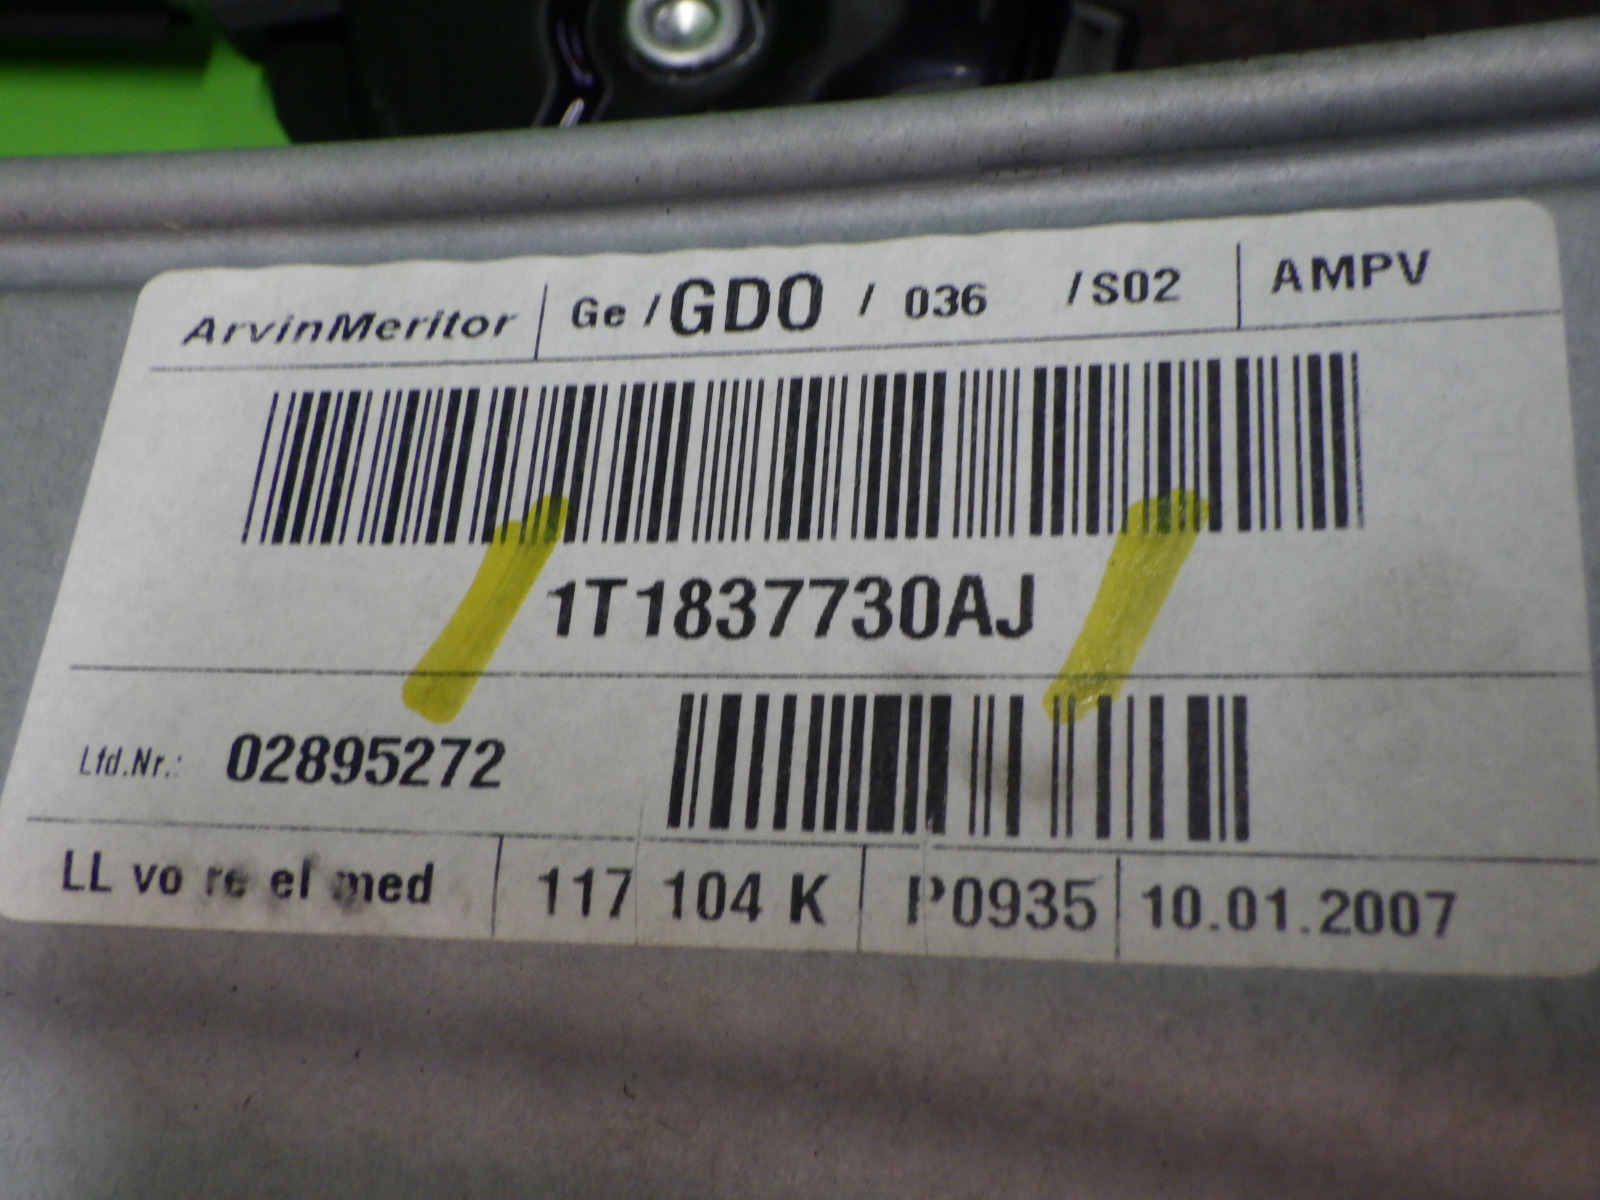 ArvinMeritor Ge / GDO / 036 / S02 AMPV
1T1837730AJ
Lfd.Nr.: 02895272
LL vo re el med 117 104 K P0935 10.01.2007